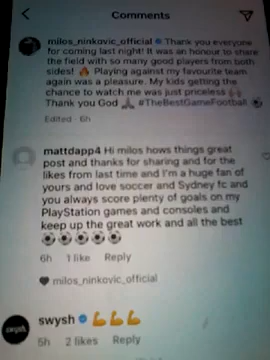 Comments
milos_ninkovic_official Thank you everyone
for coming last night! It was an honour to share
the field with so many good players from both
sides! 🔥 Playing against my favourite team
again was a pleasure. My kids getting the
chance to watch me was just priceless 🙌
Thank you God 🙏 #TheBestGameFootball ⚽
Edited · 6h
mattdapp4 Hi milos hows things great
post and thanks for sharing and for the
likes from last time and I'm a huge fan of
yours and love soccer and Sydney fc and
you always score plenty of goals on my
PlayStation games and consoles and
keep up the great work and all the best
⚽⚽⚽⚽⚽
6h 1 like Reply
milos_ninkovic_official
swysh
swysh 💪💪💪
5h 2 likes Reply